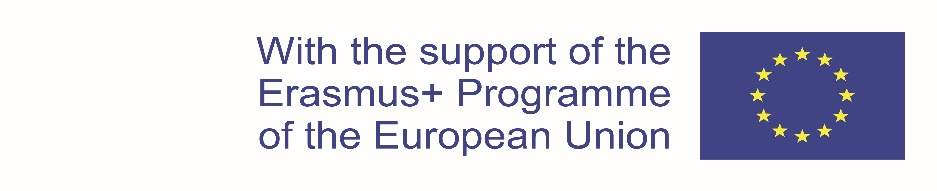 With the support of the
Erasmus+ Programme
of the European Union